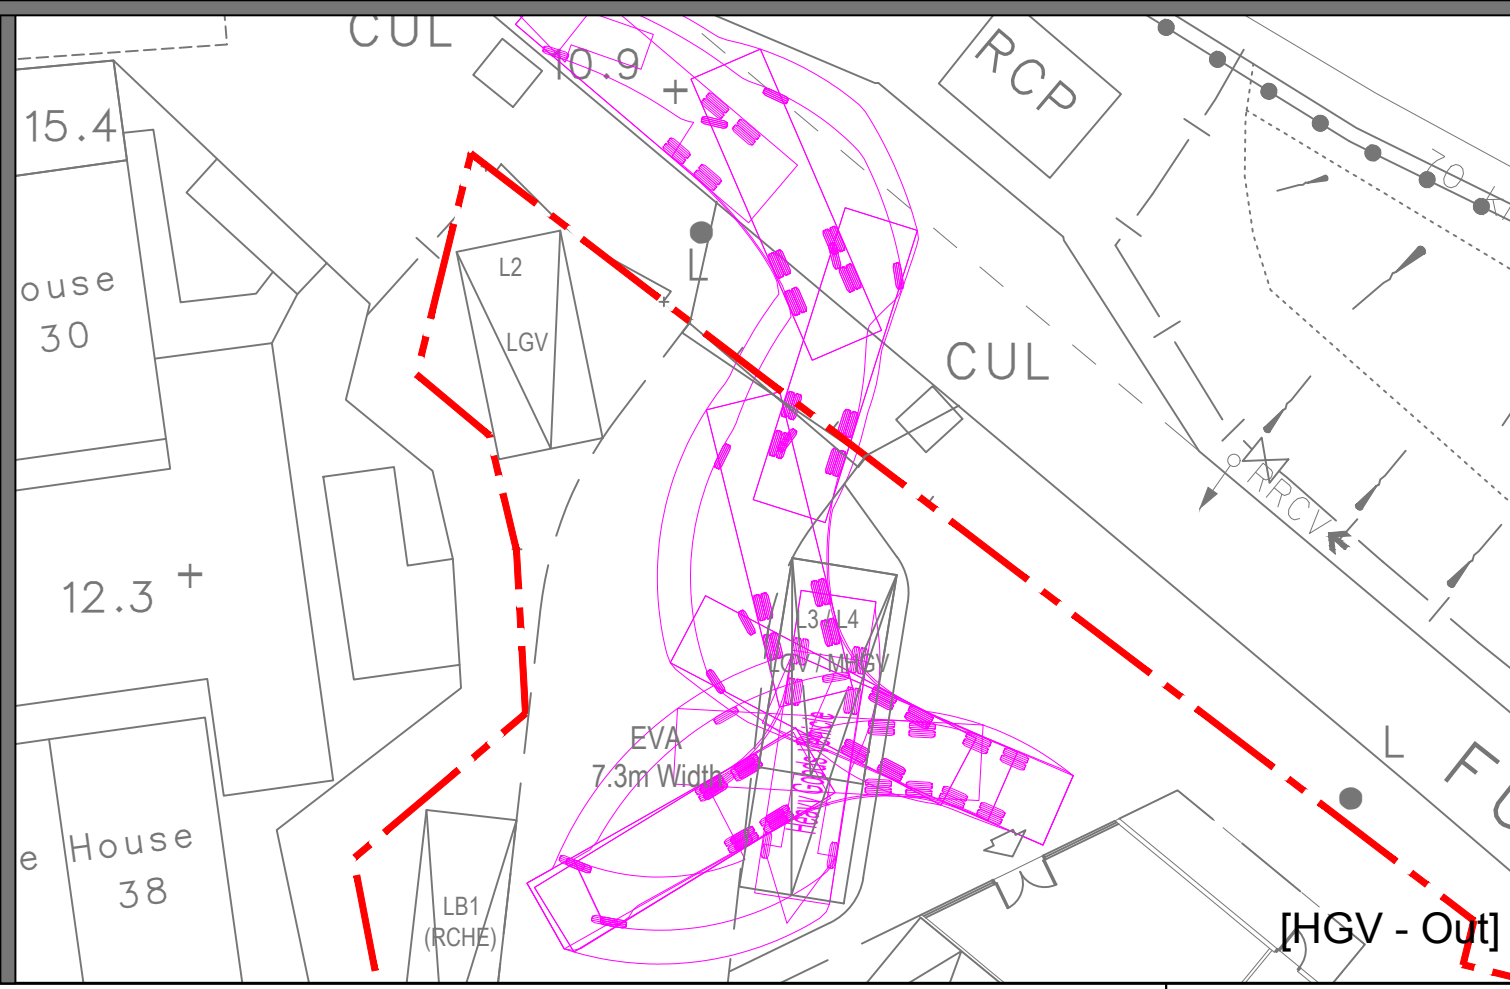 CUL
10.9 +
RCP
15.4
L2
L
ouse
30
LGV
CUL
RRCV
12.3 +
L3 / L4
LGV / MHGV
EVA
7.3m Width
L
e House
38
LB1
(RCHE)
[HGV - Out]